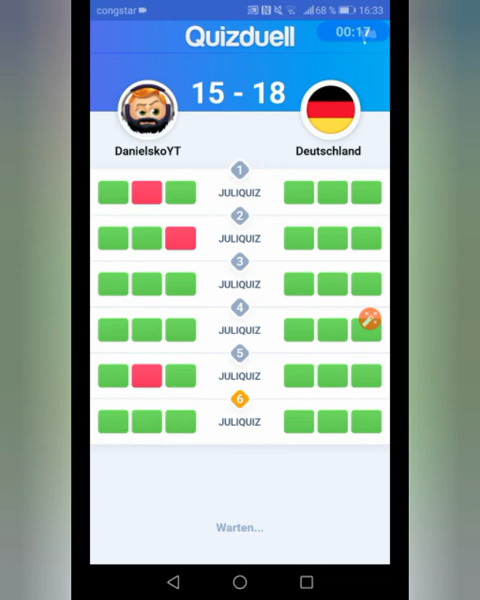 congstar 68 % 16:33
Quizduell 00:17
15 - 18
DanielskoYT Deutschland
1
JULIQUIZ
2
JULIQUIZ
3
JULIQUIZ
4
JULIQUIZ
5
JULIQUIZ
6
JULIQUIZ
Warten...